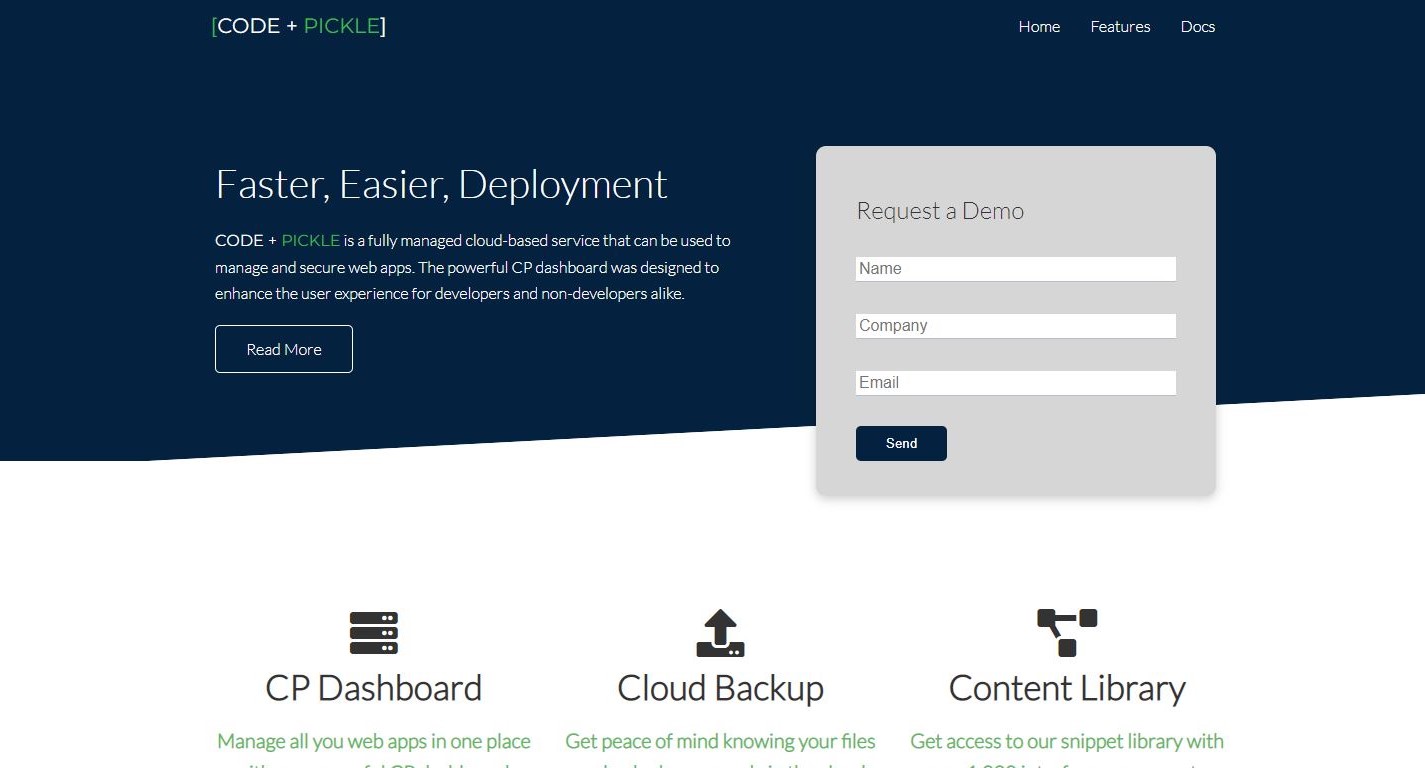 [CODE + PICKLE]
Home Features Docs
Faster, Easier, Deployment
CODE + PICKLE is a fully managed cloud-based service that can be used to
manage and secure web apps. The powerful CP dashboard was designed to
enhance the user experience for developers and non-developers alike.
Read More
Request a Demo
Name
Company
Email
Send
CP Dashboard
Cloud Backup
Content Library
Manage all you web apps in one place
Get peace of mind knowing your files
Get access to our snippet library with